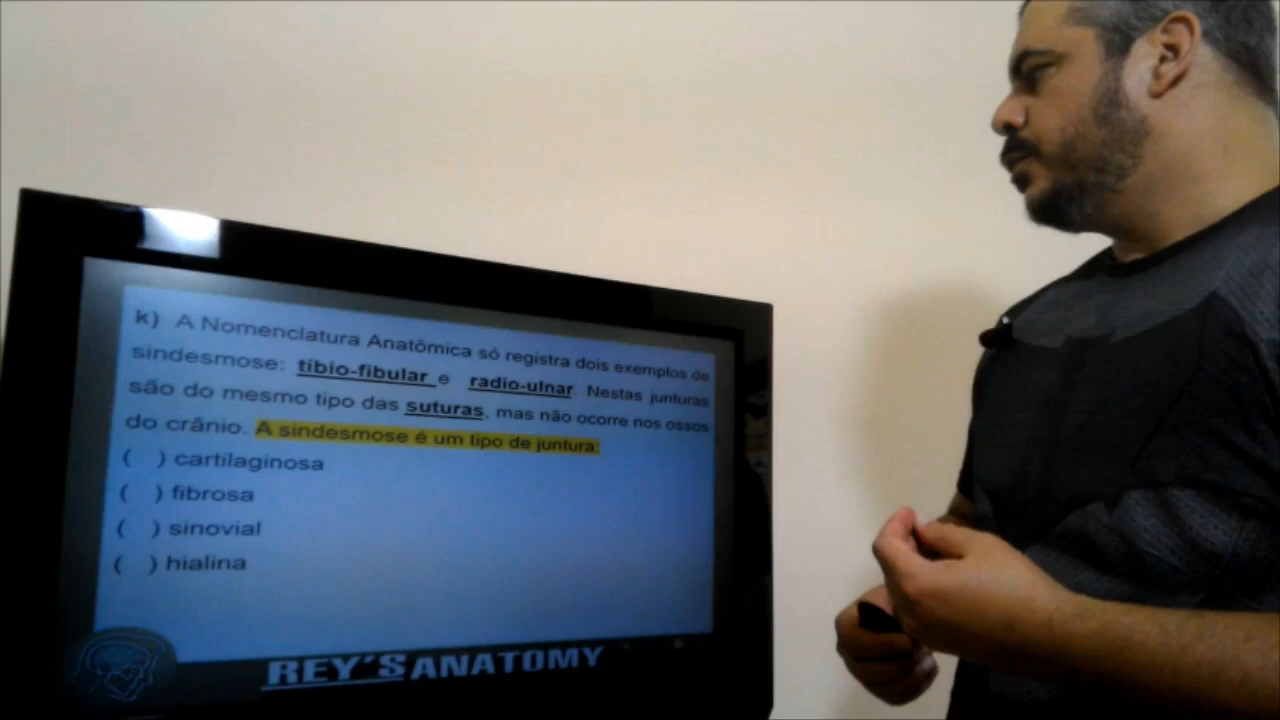 k) A Nomenclatura Anatômica só registra dois exemplos de
sindesmose: tíbio-fibular e radio-ulnar. Nestas junturas
são do mesmo tipo das suturas, mas não ocorre nos ossos
do crânio. A sindesmose é um tipo de juntura:
( ) cartilaginosa
( ) fibrosa
( ) sinovial
( ) hialina
REY'S ANATOMY